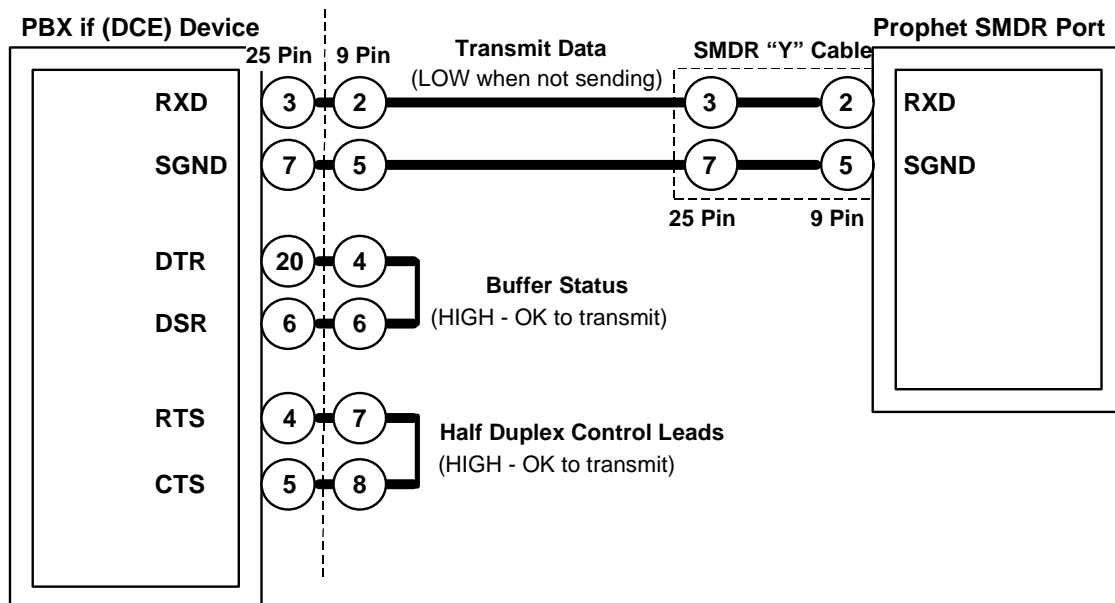 PBX if (DCE) Device
Prophet SMDR Port
25 Pin 9 Pin
Transmit Data
(LOW when not sending)
SMDR “Y” Cable
RXD 3 2 3 2 RXD
SGND 7 5 7 5 SGND
25 Pin 9 Pin
DTR 20 4
Buffer Status
(HIGH - OK to transmit)
DSR 6 6
RTS 4 7
Half Duplex Control Leads
(HIGH - OK to transmit)
CTS 5 8